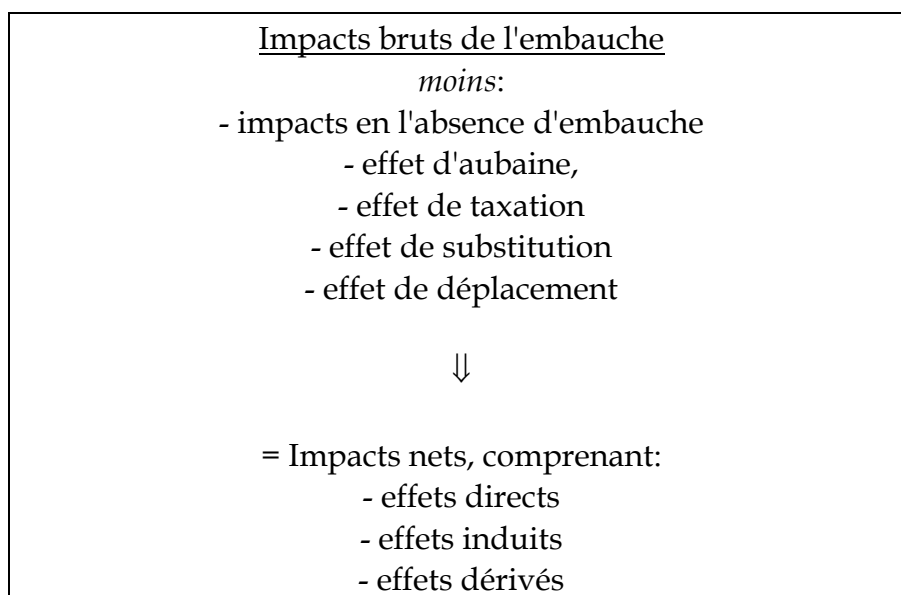 Impacts bruts de l'embauche
moins:
- impacts en l'absence d'embauche
- effet d'aubaine,
- effet de taxation
- effet de substitution
- effet de déplacement
⇓
= Impacts nets, comprenant:
- effets directs
- effets induits
- effets dérivés